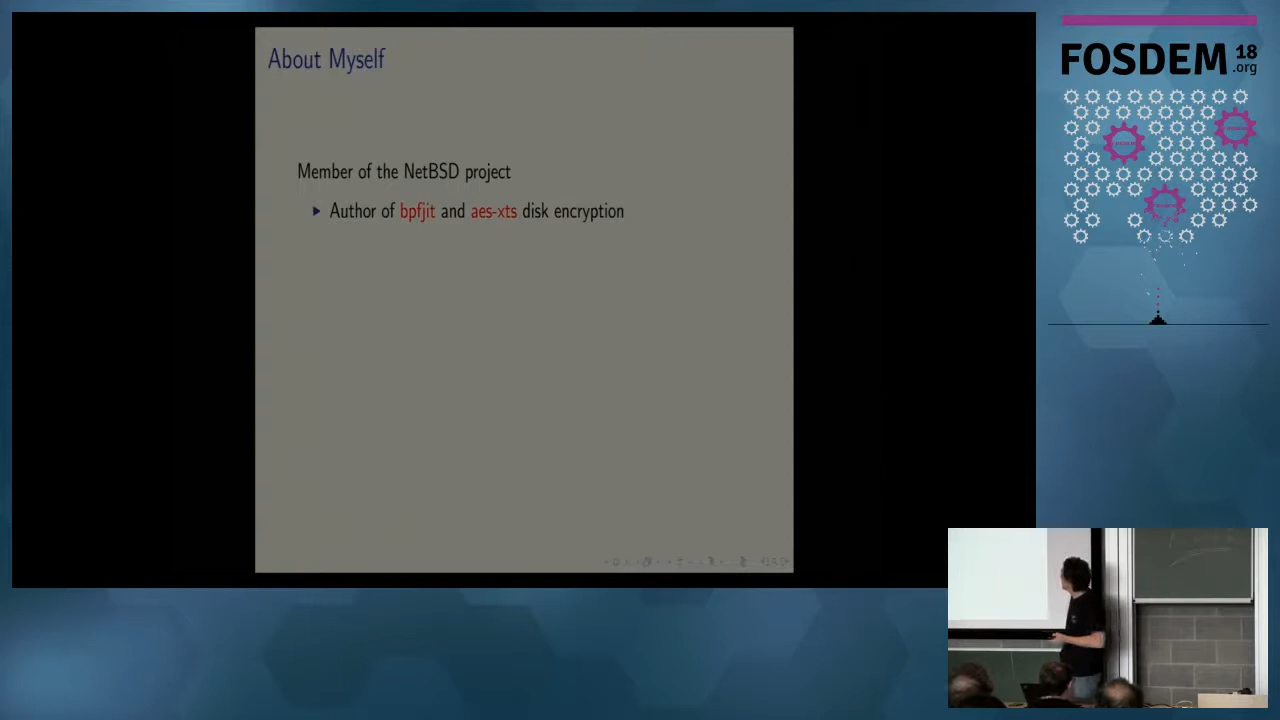 About Myself
Member of the NetBSD project
Author of bpfjit and aes-xts disk encryption
FOSDEM 18
.org